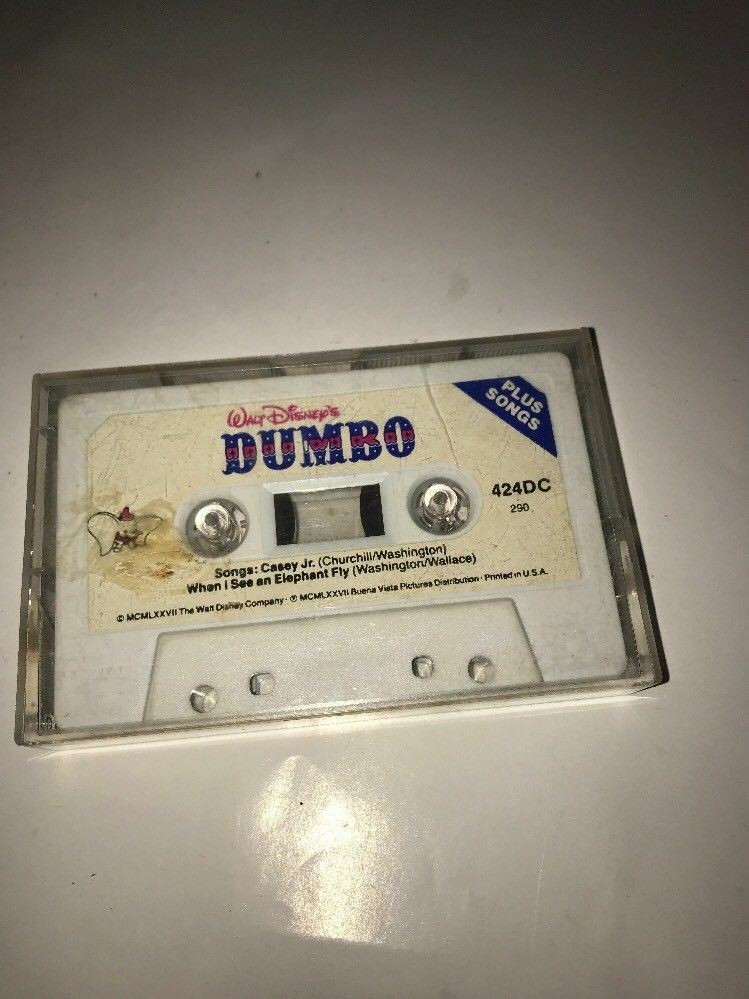 PLUS
SONGS
WALT DISNEY'S
DUMBO
424DC
290
Songs: Casey Jr. (Churchill/Washington)
When I See an Elephant Fly (Washington/Wallace)
© MCMLXXVII The Walt Disney Company · ℗ MCMLXXVII Buena Vista Pictures Distribution · Printed in U.S.A.